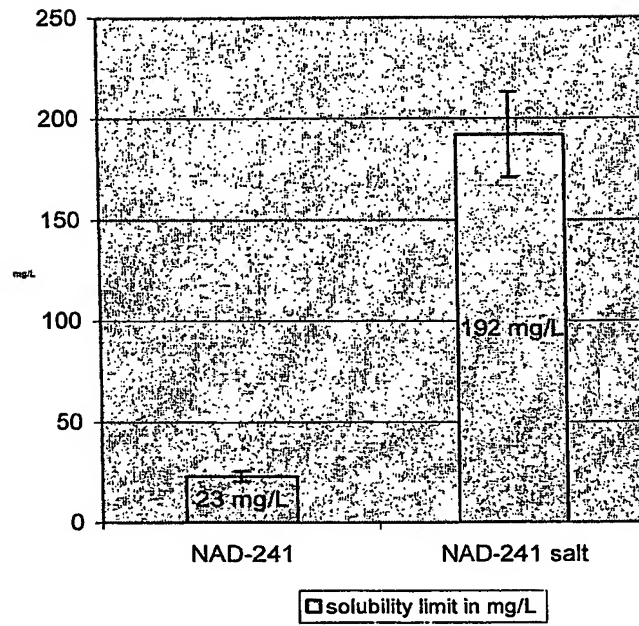 250
200
150
mg/L
100
50
0
192 mg/L
23 mg/L
NAD-241
NAD-241 salt
solubility limit in mg/L